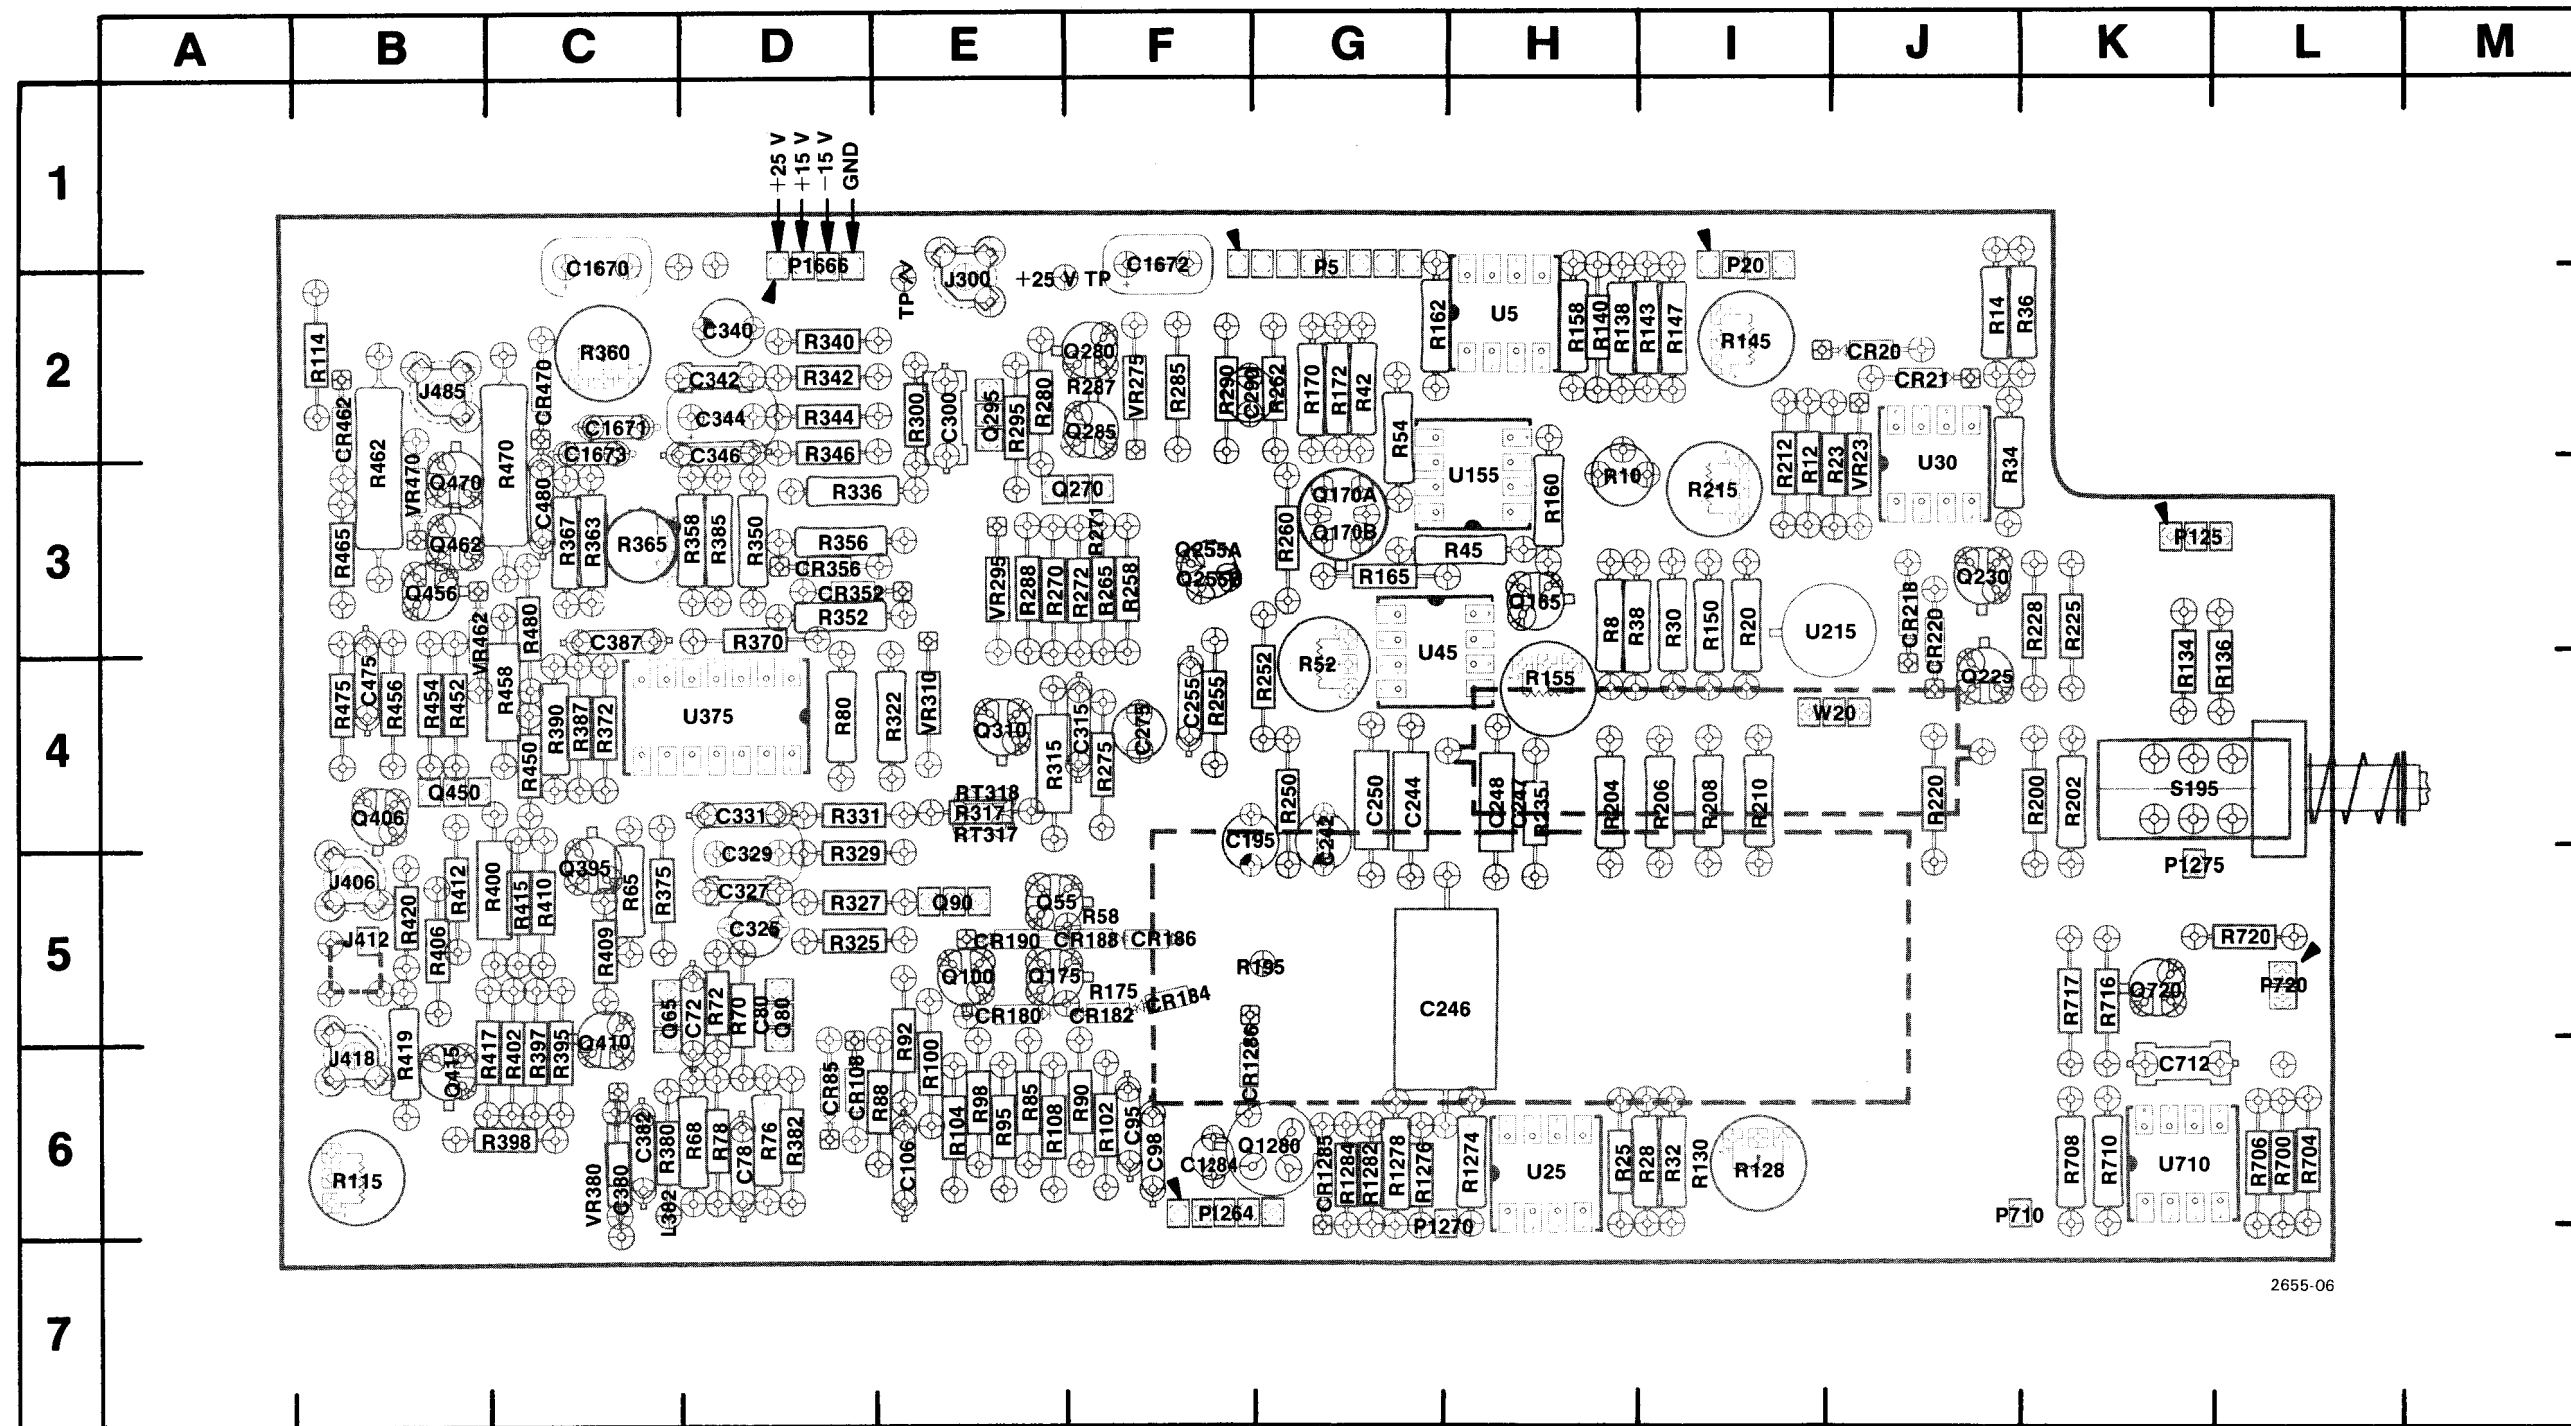 A B C D E F G H I J K L M
1
+25 V
+15 V
−15 V
GND
C1670 P1666 TP J300 +25 V TP C1672 P5 P20
2
R114 CR462 R462 J485 VR470 R470 CR470 R360 C1671 C1673
C340 R340
C342 R342
C344 R344
C346 R346
R300 C300 Q295 R295 R280 Q280 R287 Q285 VR275 R285 R290 C290 R262 R170 R172 R42 R54 R162 U5 R158 R140 R138 R143 R147 R145 CR20 CR21 R14 R36
3
R465 Q470 Q462 Q456 VR462 C480 R480 R367 R363 R365 R358 R385 R350
R336
R356
CR356
CR352
R352
C387 R370
VR295 R288 R270 R272 R271 R265 R258 Q270 Q255A Q255B R260 Q170A Q170B R45 R165 U155 R160 Q165 R10 R215 R212 R12 R23 VR23 U30 R34 P125
R8 R38 R30 R150 R20 U215 CR218 CR220 Q230 R228 R225 R134 R136
4
R475 C475 R456 R454 R452 R458 R450 R390 R387 R372 U375 R80 R322 VR310 Q310 R315 C315 R275 C275 C255 R255 R252 R52 U45 R155 W20 Q225
Q450 Q406 C331 R331 RT318 R317 RT317 C195 R250 C242 C250 C244 C248 C247 R235 R204 R206 R208 R210 R220 R200 R202 S195
P1275
5
J406 R420 R412 R406 R400 R415 R410 Q395 R409 R65 R375
C329 R329
C327 R327
C325 R325
Q90 Q55 R58
CR190 CR188 CR186
Q100 Q175 R195
R175 CR184
CR180 CR182
J412 C246 R720 R717 R716 Q720 P720
Q65 C72 R72 R70 C80 Q80
6
J418 R419 Q415 R417 R402 R397 R395 Q410 R398 R115 VR380 C380 C382 R380 L382 R68 R78 C78 R76 R382 CR85 CR108 R88 R92 C106 R100 R104 R98 R95 R85 R108 R90 R102 C95 C98 C1284 CR1286 Q1280 P1264 CR1285 R1284 R1282 R1278 R1276 P1270 R1274 U25 R25 R28 R32 R130 R128 P710 R708 R710 C712 U710 R706 R700 R704
2655-06
7